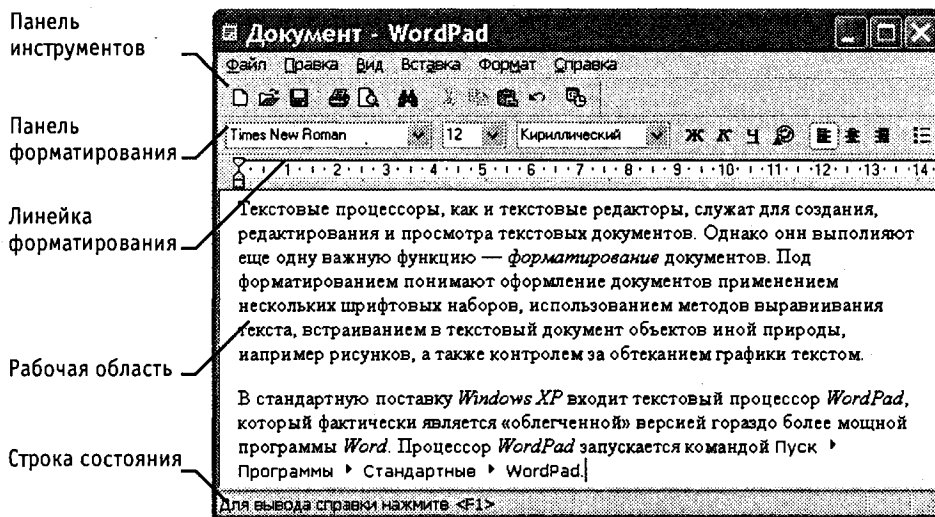 Панель
инструментов
Панель
форматирования
Линейка
форматирования
Рабочая область
Строка состояния
Документ - WordPad
Файл Правка Вид Вставка Формат Справка
Times New Roman 12 Кириллический Ж К Ч
1 2 3 4 5 6 7 8 9 10 11 12 13 14
Текстовые процессоры, как и текстовые редакторы, служат для создания,
редактирования и просмотра текстовых документов. Однако они выполняют
еще одну важную функцию — форматирование документов. Под
форматированием понимают оформление документов применением
нескольких шрифтовых наборов, использованием методов выравнивания
текста, встраиванием в текстовый документ объектов иной природы,
например рисунков, а также контролем за обтеканием графики текстом.
В стандартную поставку Windows XP входит текстовый процессор WordPad,
который фактически является «облегченной» версией гораздо более мощной
программы Word. Процессор WordPad запускается командой Пуск ▸
Программы ▸ Стандартные ▸ WordPad.
Для вывода справки нажмите <F1>